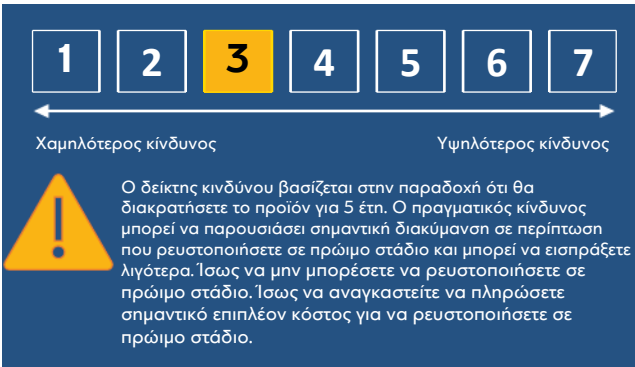 1 2 3 4 5 6 7
Χαμηλότερος κίνδυνος Υψηλότερος κίνδυνος
Ο δείκτης κινδύνου βασίζεται στην παραδοχή ότι θα
διακρατήσετε το προϊόν για 5 έτη. Ο πραγματικός κίνδυνος
μπορεί να παρουσιάσει σημαντική διακύμανση σε περίπτωση
που ρευστοποιήσετε σε πρώιμο στάδιο και μπορεί να εισπράξετε
λιγότερα. Ίσως να μην μπορέσετε να ρευστοποιήσετε σε
πρώιμο στάδιο. Ίσως να αναγκαστείτε να πληρώσετε
σημαντικό επιπλέον κόστος για να ρευστοποιήσετε σε
πρώιμο στάδιο.